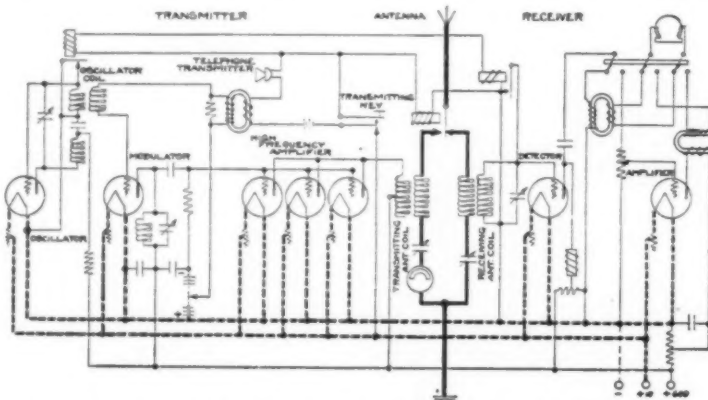 TRANSMITTER
ANTENNA
RECEIVER
TELEPHONE
TRANSMITTER
OSCILLATOR
COIL
TRANSMITTING
KEY
HIGH
FREQUENCY
AMPLIFIER
MODULATOR
DETECTOR
AMPLIFIER
OSCILLATOR
TRANSMITTING
ANT COIL
RECEIVING
ANT COIL